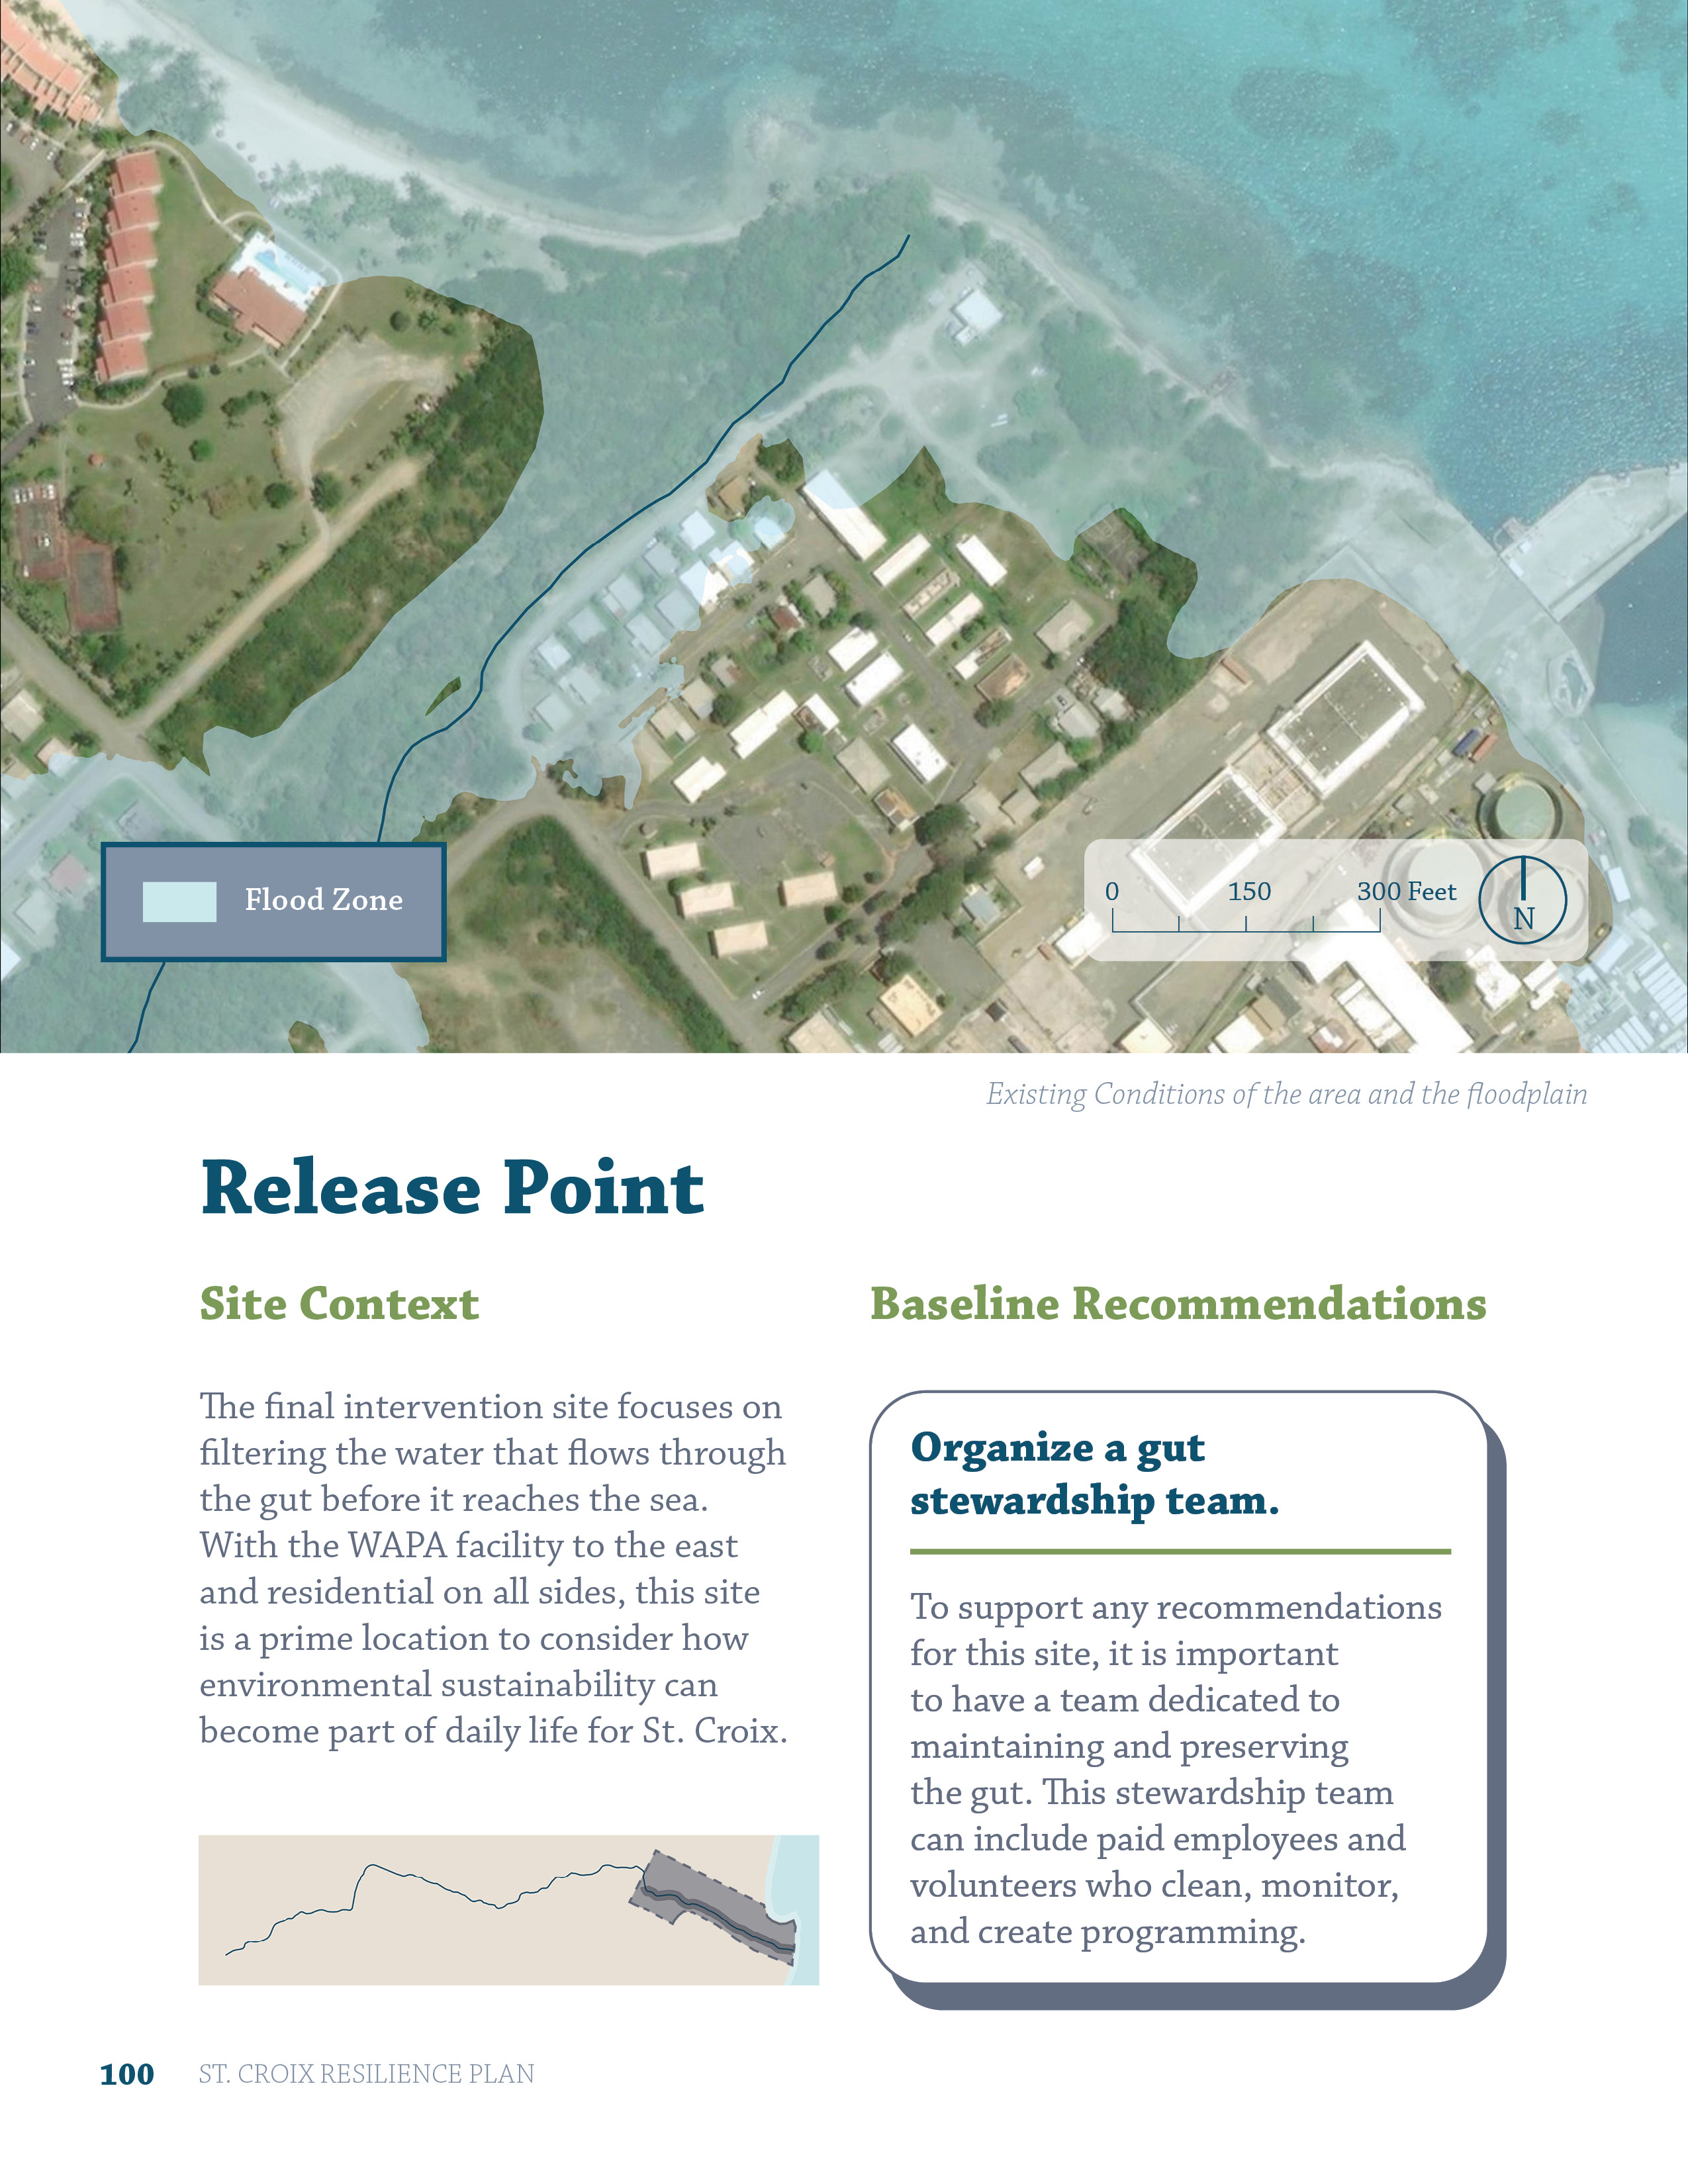 Flood Zone
0 150 300 Feet
N
Existing Conditions of the area and the floodplain
Release Point
Site Context
The final intervention site focuses on
filtering the water that flows through
the gut before it reaches the sea.
With the WAPA facility to the east
and residential on all sides, this site
is a prime location to consider how
environmental sustainability can
become part of daily life for St. Croix.
Baseline Recommendations
Organize a gut
stewardship team.
To support any recommendations
for this site, it is important
to have a team dedicated to
maintaining and preserving
the gut. This stewardship team
can include paid employees and
volunteers who clean, monitor,
and create programming.
100 ST. CROIX RESILIENCE PLAN